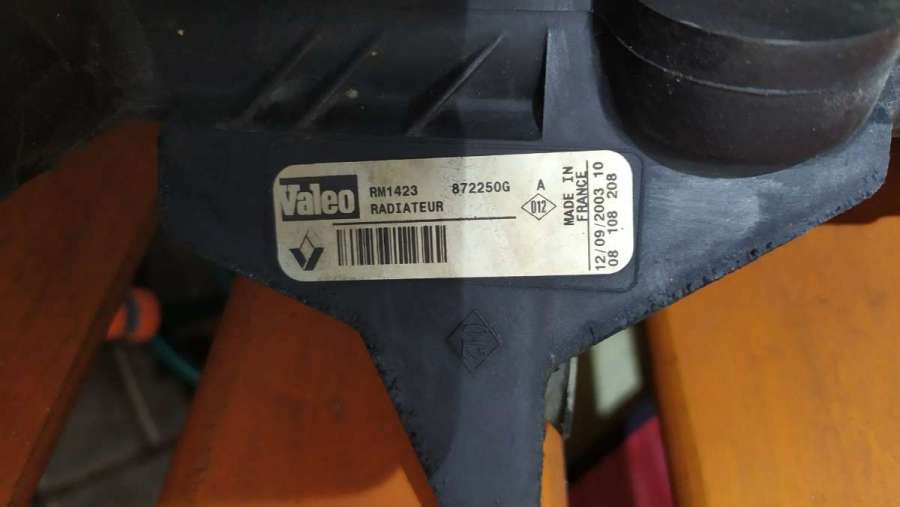 Valeo
RM1423 872250G A
RADIATEUR
D12
MADE IN
FRANCE
12/09/2003 10
08 108 208